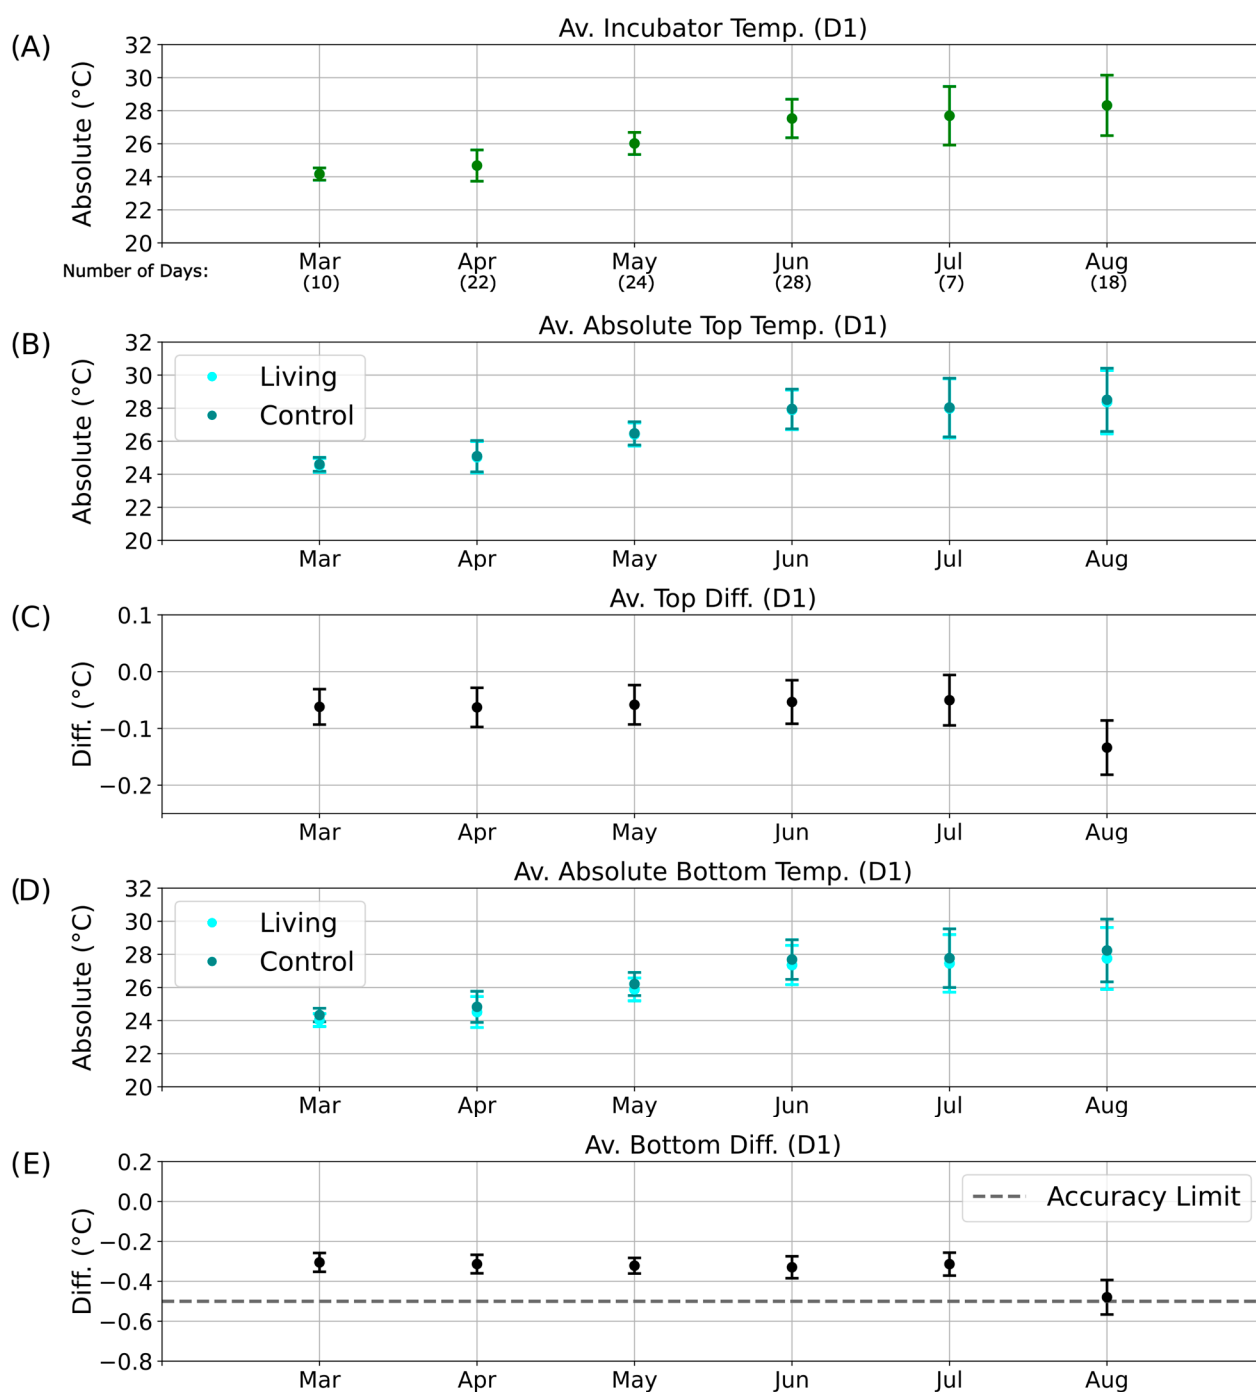 (A)
Av. Incubator Temp. (D1)
Absolute (°C)
32
30
28
26
24
22
20
Mar Apr May Jun Jul Aug
Number of Days: (10) (22) (24) (28) (7) (18)
(B)
Av. Absolute Top Temp. (D1)
Absolute (°C)
32
30
28
26
24
22
20
Living
Control
Mar Apr May Jun Jul Aug
(C)
Av. Top Diff. (D1)
Diff. (°C)
0.1
0.0
−0.1
−0.2
Mar Apr May Jun Jul Aug
(D)
Av. Absolute Bottom Temp. (D1)
Absolute (°C)
32
30
28
26
24
22
20
Living
Control
Mar Apr May Jun Jul Aug
(E)
Av. Bottom Diff. (D1)
Diff. (°C)
0.2
0.0
−0.2
−0.4
−0.6
−0.8
Accuracy Limit
Mar Apr May Jun Jul Aug